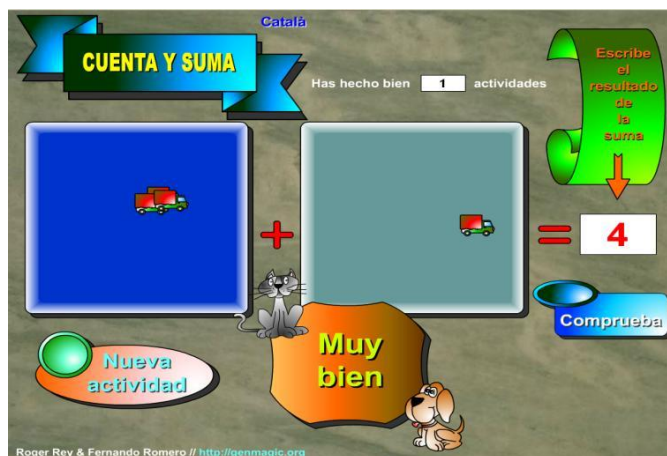 Català
CUENTA Y SUMA
Has hecho bien 1 actividades
Escribe
el
resultado
de
la
suma
+
= 4
Comprueba
Muy
bien
Nueva
actividad
Roger Rey & Fernando Romero // http://genmagic.org